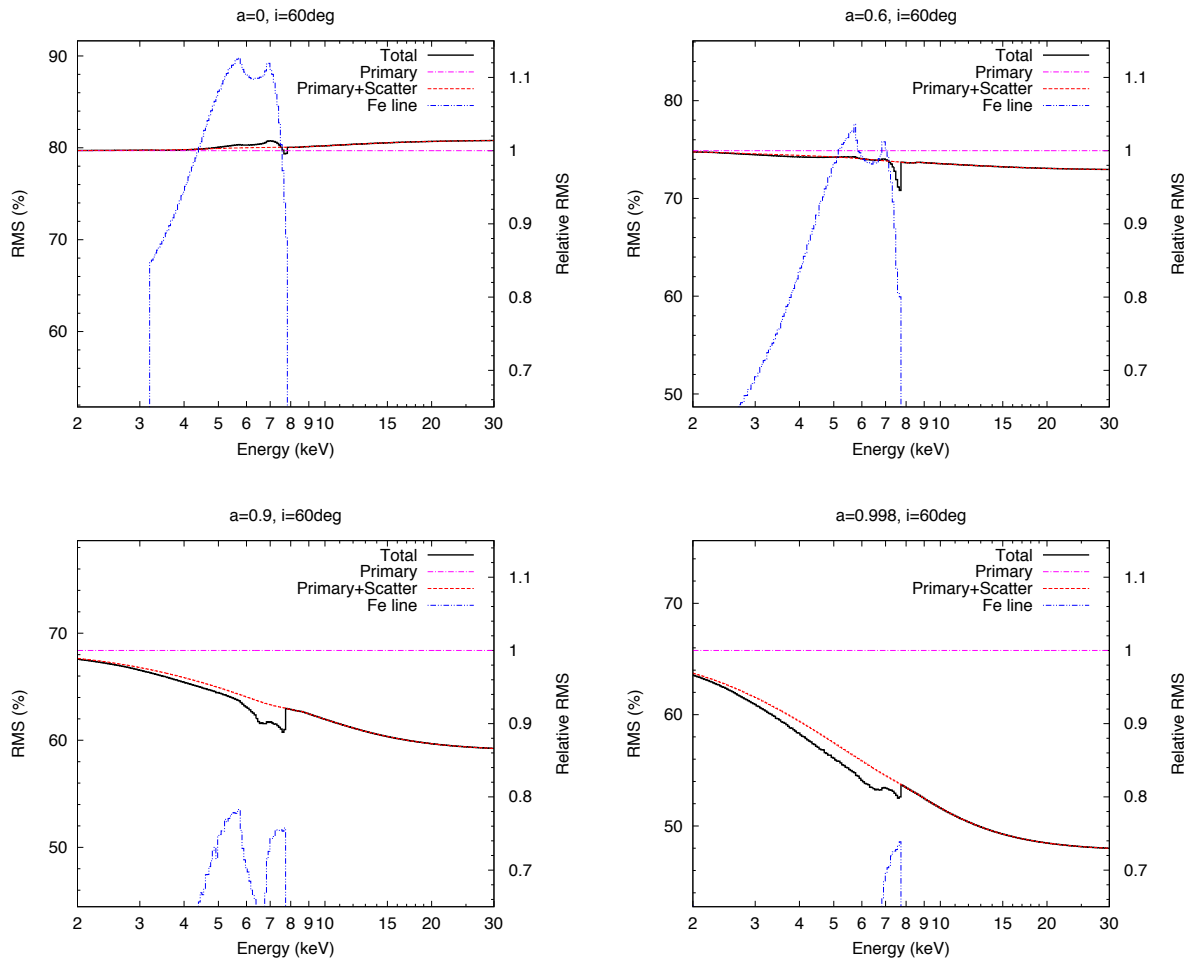 a=0, i=60deg
Total
Primary
Primary+Scatter
Fe line
RMS (%)
90
80
70
60
Relative RMS
1.1
1
0.9
0.8
0.7
2 3 4 5 6 7 8 9 10 15 20 30
Energy (keV)
a=0.6, i=60deg
Total
Primary
Primary+Scatter
Fe line
RMS (%)
80
70
60
50
Relative RMS
1.1
1
0.9
0.8
0.7
2 3 4 5 6 7 8 9 10 15 20 30
Energy (keV)
a=0.9, i=60deg
Total
Primary
Primary+Scatter
Fe line
RMS (%)
70
60
50
Relative RMS
1.1
1
0.9
0.8
0.7
2 3 4 5 6 7 8 9 10 15 20 30
Energy (keV)
a=0.998, i=60deg
Total
Primary
Primary+Scatter
Fe line
RMS (%)
70
60
50
Relative RMS
1.1
1
0.9
0.8
0.7
2 3 4 5 6 7 8 9 10 15 20 30
Energy (keV)